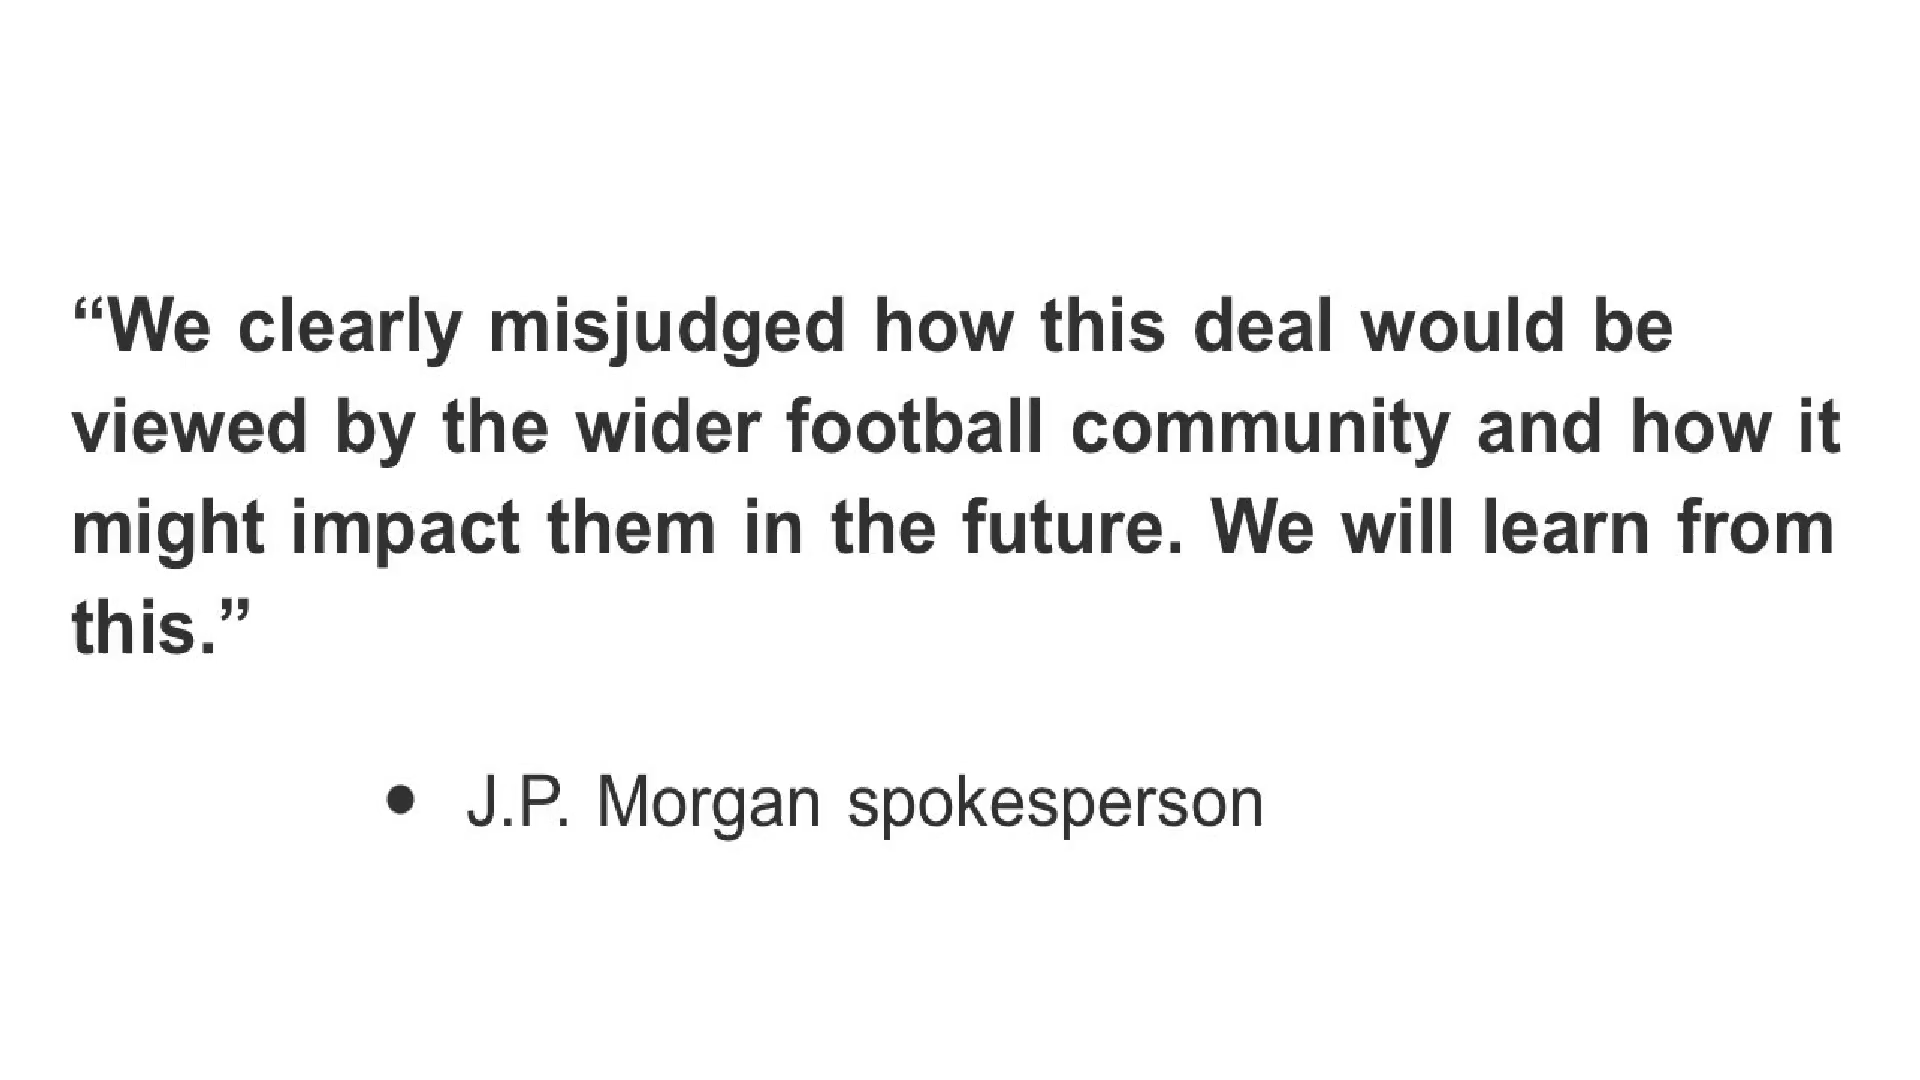 “We clearly misjudged how this deal would be
viewed by the wider football community and how it
might impact them in the future. We will learn from
this.”
● J.P. Morgan spokesperson